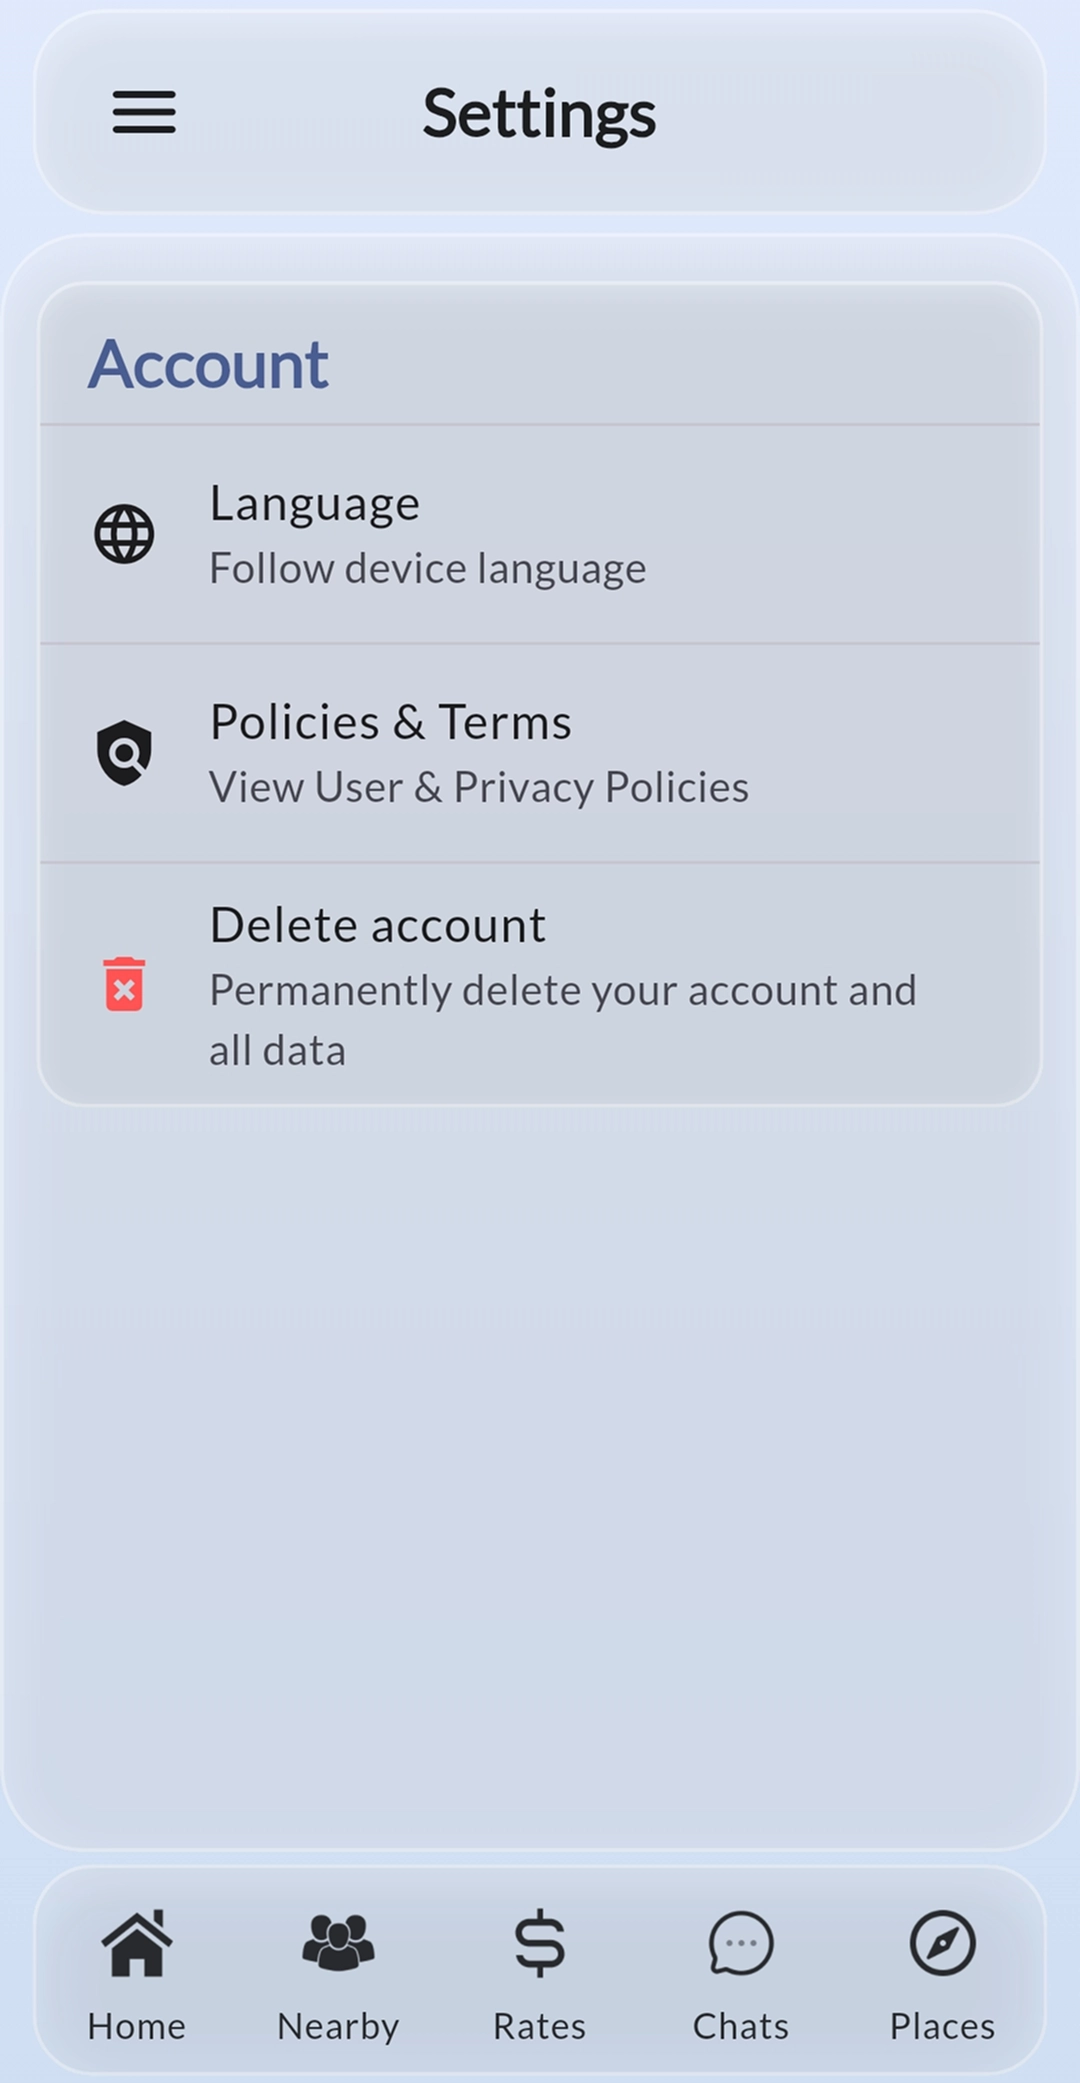 Settings
Account
Language
Follow device language
Policies & Terms
View User & Privacy Policies
Delete account
Permanently delete your account and
all data
Home
Nearby
Rates
Chats
Places